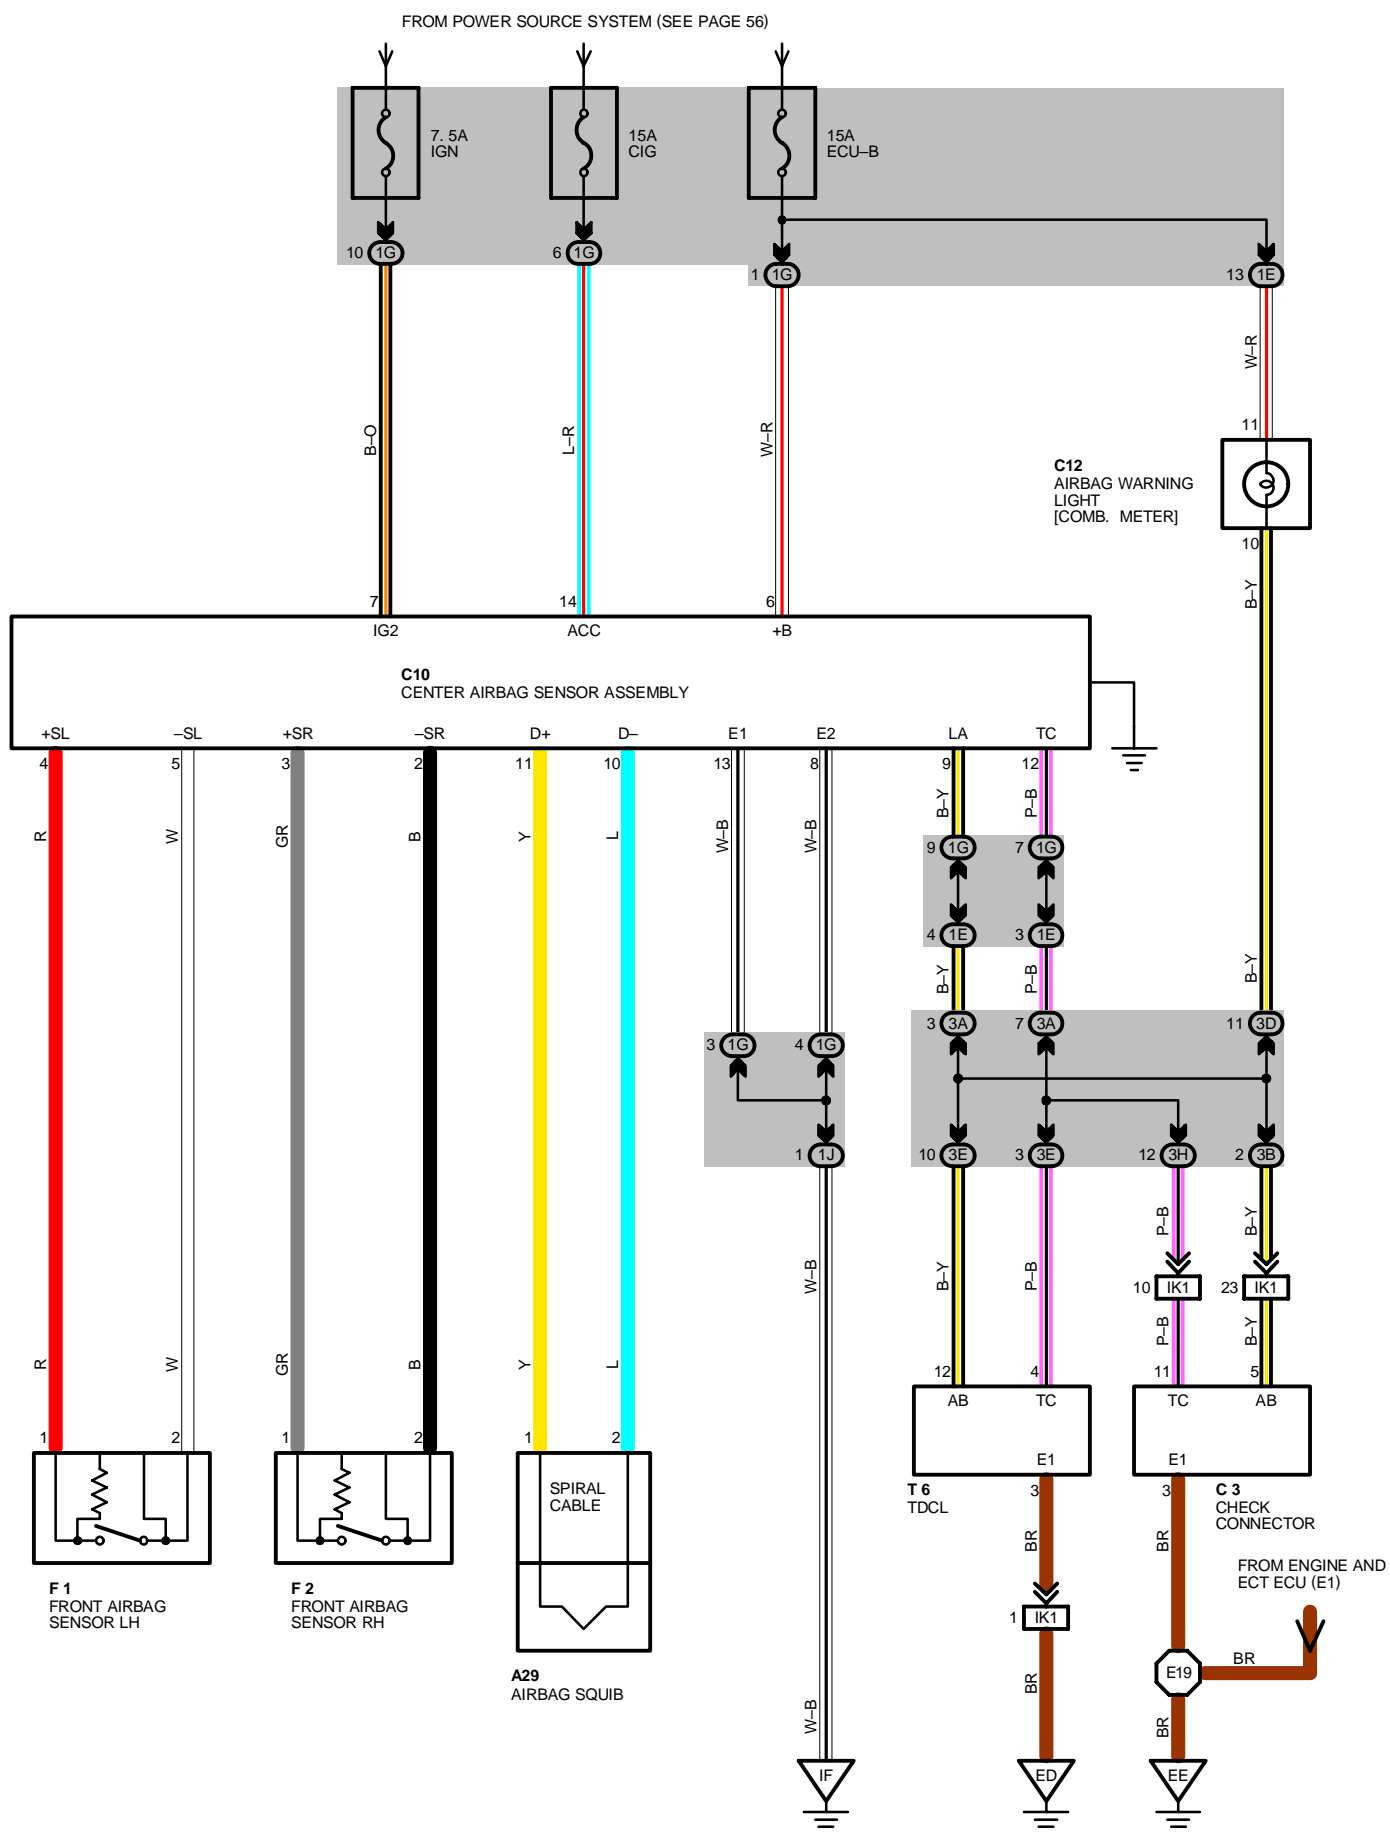 FROM POWER SOURCE SYSTEM (SEE PAGE 56)
7. 5A
IGN
15A
CIG
15A
ECU–B
10 1G
6 1G
1 1G
13 1E
W–R
B–O
L–R
W–R
11
C12
AIRBAG WARNING
LIGHT
[COMB. METER]
10
B–Y
7
14
6
IG2
ACC
+B
C10
CENTER AIRBAG SENSOR ASSEMBLY
+SL
–SL
+SR
–SR
D+
D–
E1
E2
LA
TC
4
5
3
2
11
10
13
8
9
12
R
W
GR
B
Y
L
W–B
W–B
B–Y
P–B
9 1G
7 1G
4 1E
3 1E
B–Y
P–B
B–Y
3 3A
7 3A
11 3D
3 1G
4 1G
1 1J
10 3E
3 3E
12 3H
2 3B
P–B
B–Y
W–B
B–Y
P–B
10 IK1
23 IK1
R
W
GR
B
Y
L
P–B
B–Y
12
4
11
5
AB
TC
TC
AB
1
2
1
2
1
2
E1
E1
SPIRAL
CABLE
T 6
TDCL
3
3
C 3
CHECK
CONNECTOR
BR
BR
FROM ENGINE AND
ECT ECU (E1)
F 1
FRONT AIRBAG
SENSOR LH
F 2
FRONT AIRBAG
SENSOR RH
1 IK1
A29
AIRBAG SQUIB
E19
BR
BR
W–B
BR
IF
ED
EE